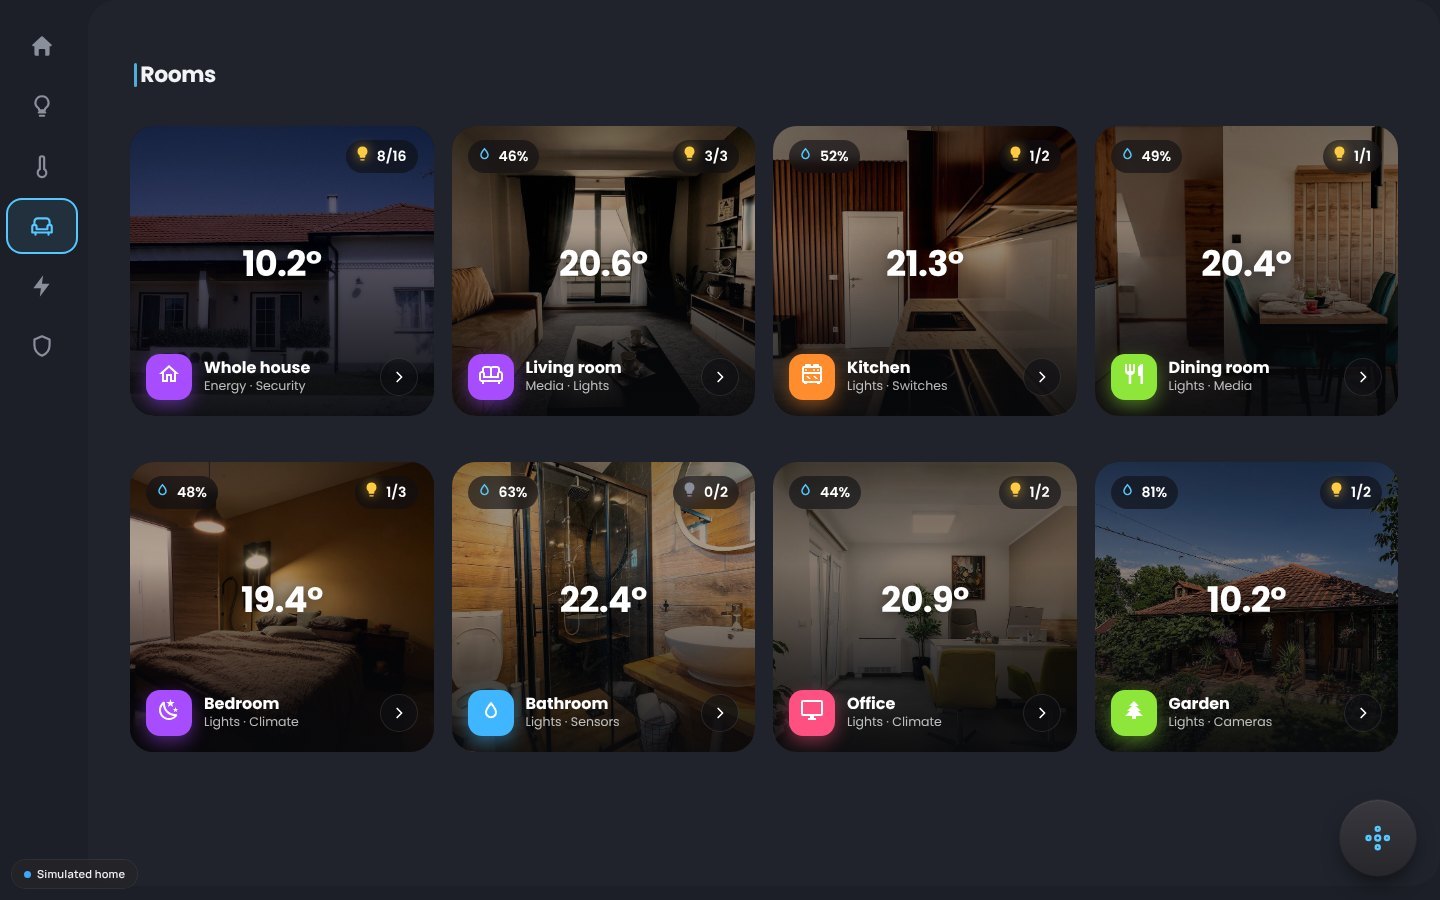 Rooms
8/16
10.2°
Whole house
Energy · Security
46%
3/3
20.6°
Living room
Media · Lights
52%
1/2
21.3°
Kitchen
Lights · Switches
49%
1/1
20.4°
Dining room
Lights · Media
48%
1/3
19.4°
Bedroom
Lights · Climate
63%
0/2
22.4°
Bathroom
Lights · Sensors
44%
1/2
20.9°
Office
Lights · Climate
81%
1/2
10.2°
Garden
Lights · Cameras
Simulated home